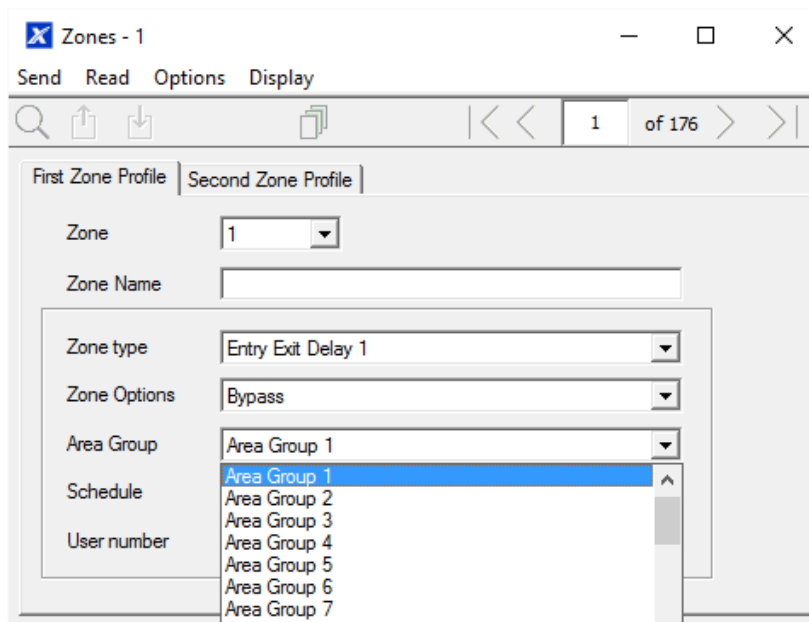 Zones - 1
Send Read Options Display
1 of 176
First Zone Profile Second Zone Profile
Zone 1
Zone Name
Zone type Entry Exit Delay 1
Zone Options Bypass
Area Group Area Group 1
Area Group 1
Schedule
Area Group 2
Area Group 3
User number
Area Group 4
Area Group 5
Area Group 6
Area Group 7